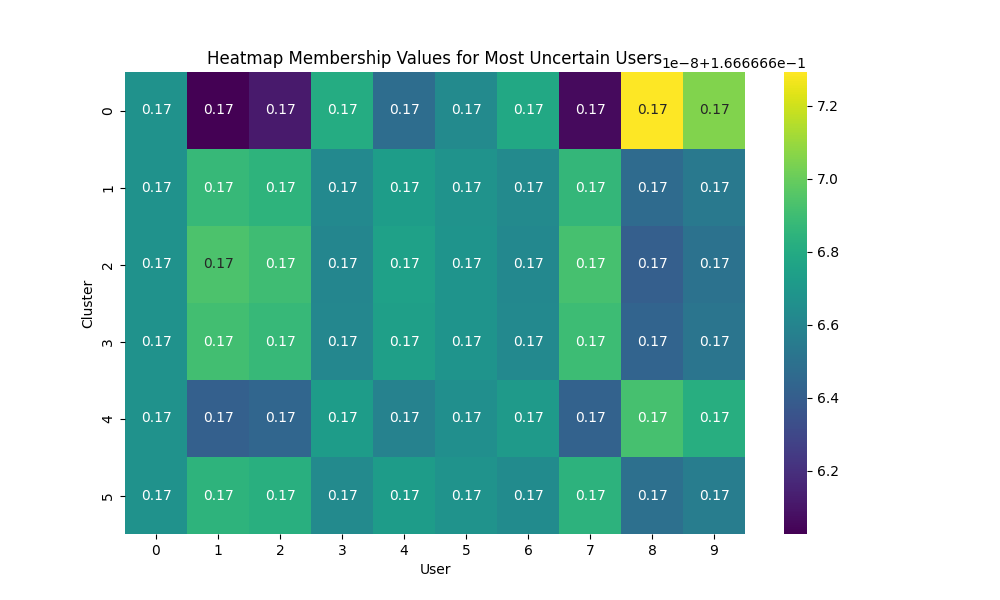 Heatmap Membership Values for Most Uncertain Users
1e−8+1.666666e−1
0 0.17 0.17 0.17 0.17 0.17 0.17 0.17 0.17 0.17 0.17
1 0.17 0.17 0.17 0.17 0.17 0.17 0.17 0.17 0.17 0.17
2 0.17 0.17 0.17 0.17 0.17 0.17 0.17 0.17 0.17 0.17
3 0.17 0.17 0.17 0.17 0.17 0.17 0.17 0.17 0.17 0.17
4 0.17 0.17 0.17 0.17 0.17 0.17 0.17 0.17 0.17 0.17
5 0.17 0.17 0.17 0.17 0.17 0.17 0.17 0.17 0.17 0.17
0 1 2 3 4 5 6 7 8 9
User
Cluster
7.2
7.0
6.8
6.6
6.4
6.2